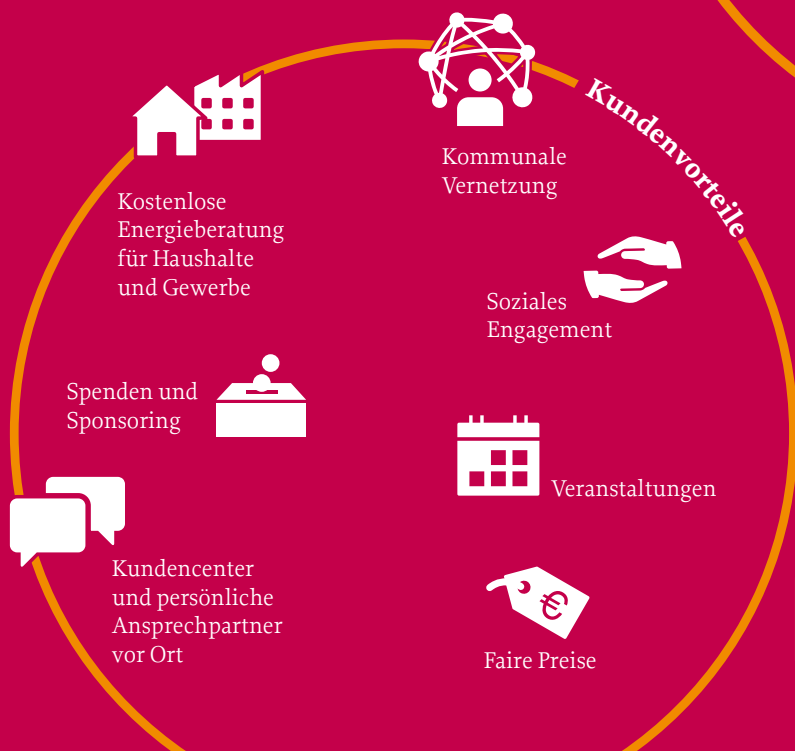 Kundenvorteile
Kommunale
Vernetzung
Kostenlose
Energieberatung
für Haushalte
und Gewerbe
Soziales
Engagement
Spenden und
Sponsoring
Veranstaltungen
Kundencenter
und persönliche
Ansprechpartner
vor Ort
€
Faire Preise